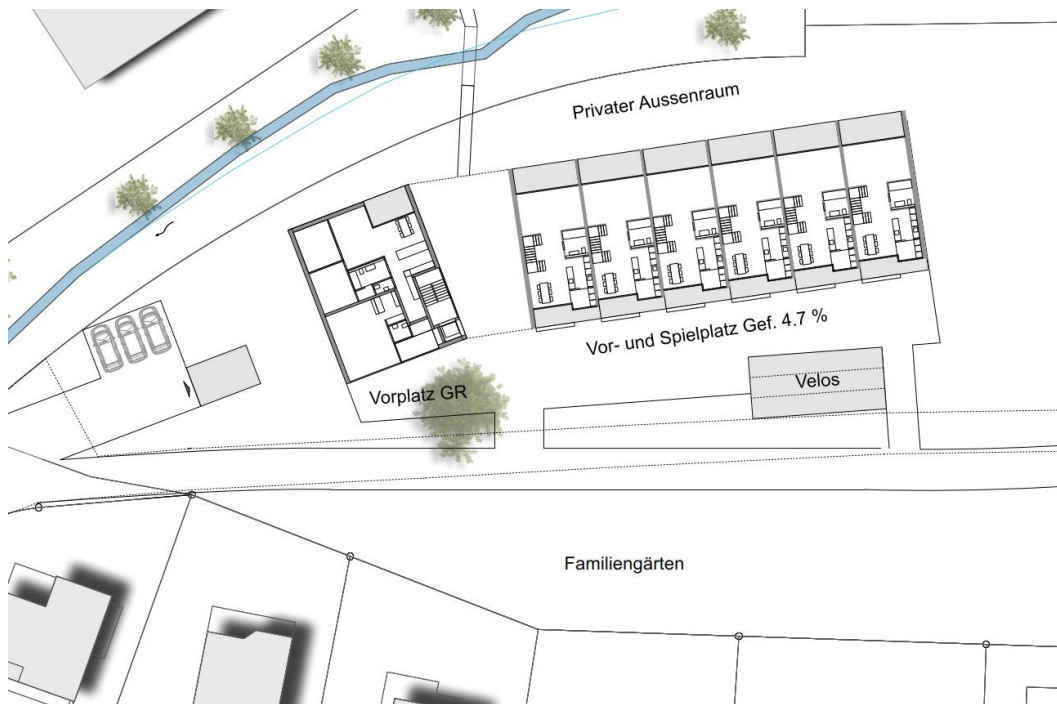 Privater Aussenraum
Vor- und Spielplatz Gef. 4.7 %
Velos
Vorplatz GR
Familiengärten